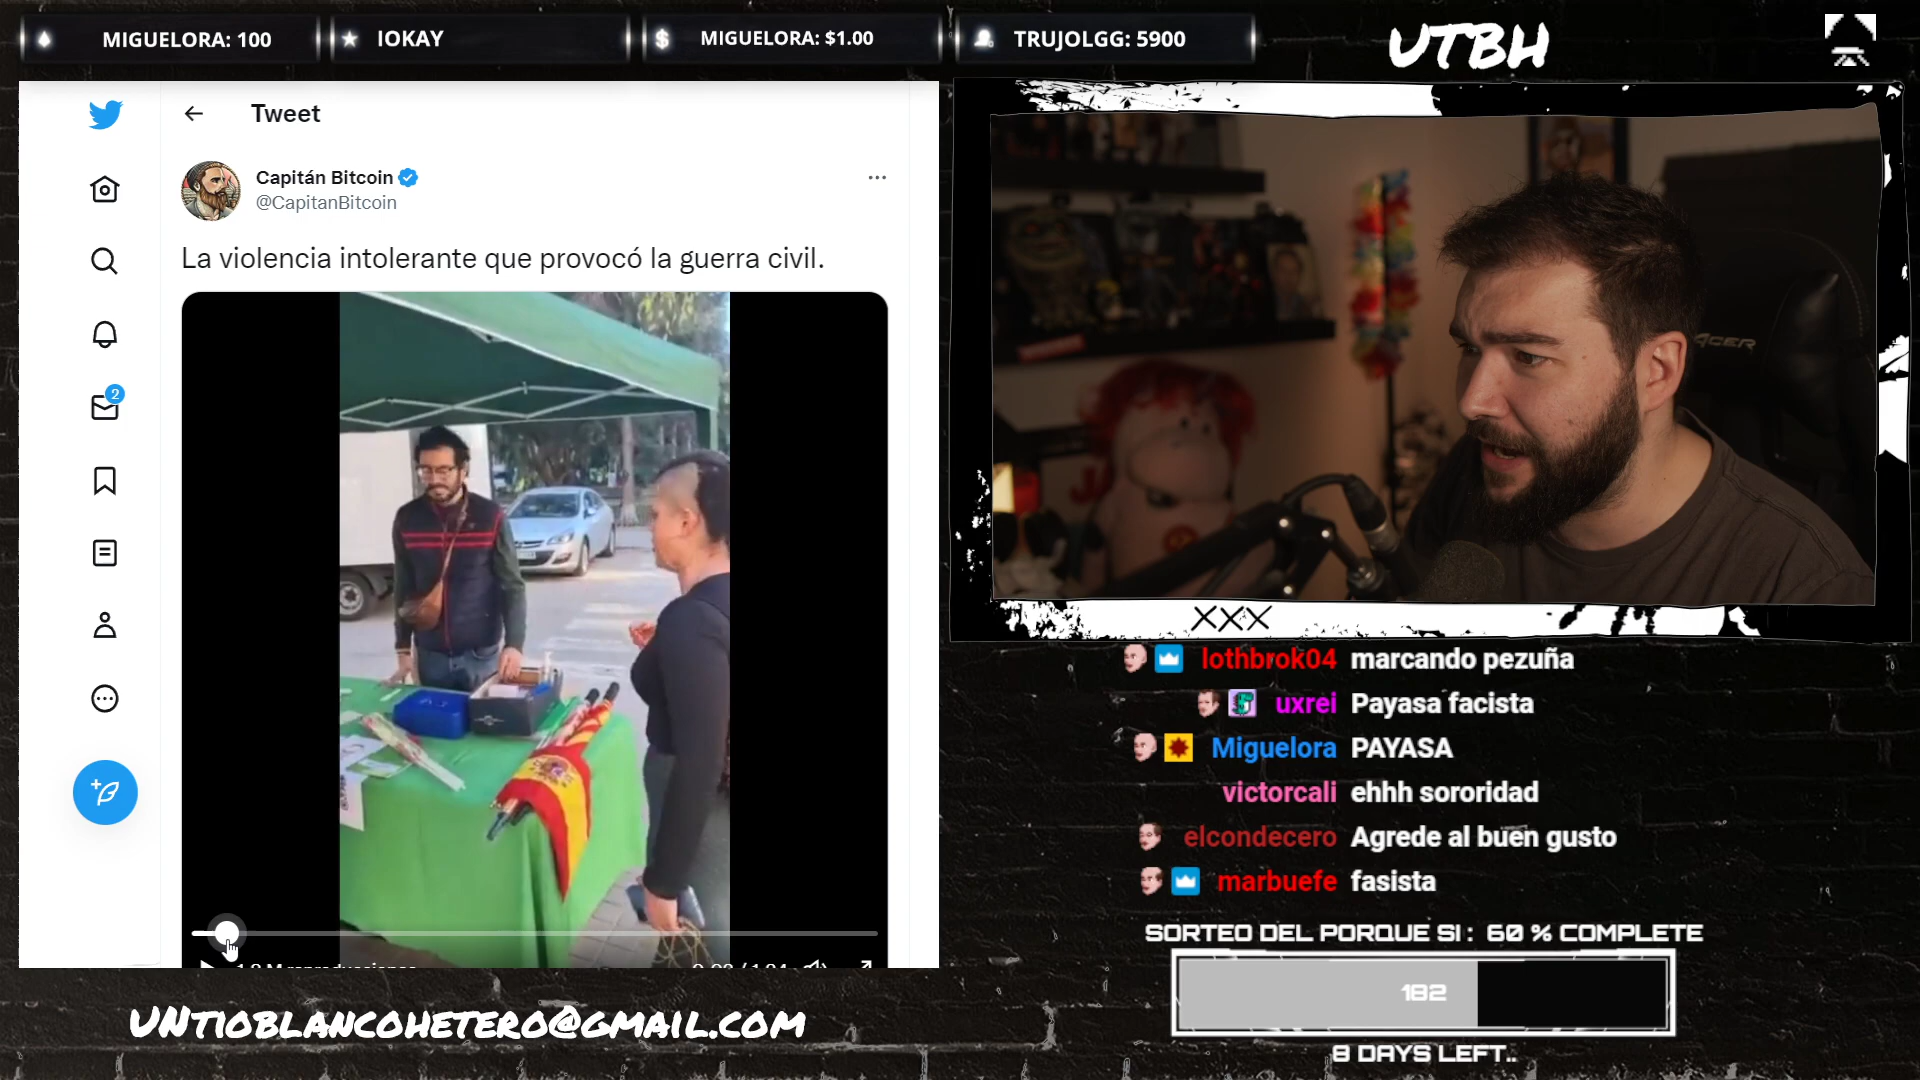 MIGUELORA: 100
IOKAY
MIGUELORA: $1.00
TRUJOLGG: 5900
UTBH
Tweet
Capitán Bitcoin
@CapitanBitcoin
La violencia intolerante que provocó la guerra civil.
2
XXX
lothbrok04 marcando pezuña
uxrei Payasa facista
Miguelora PAYASA
victorcali ehhh sororidad
elcondecero Agrede al buen gusto
marbuefe fasista
SORTEO DEL PORQUE SI : 60 % COMPLETE
182
8 DAYS LEFT..
UNTIOBLANCOHETERO@GMAIL.COM